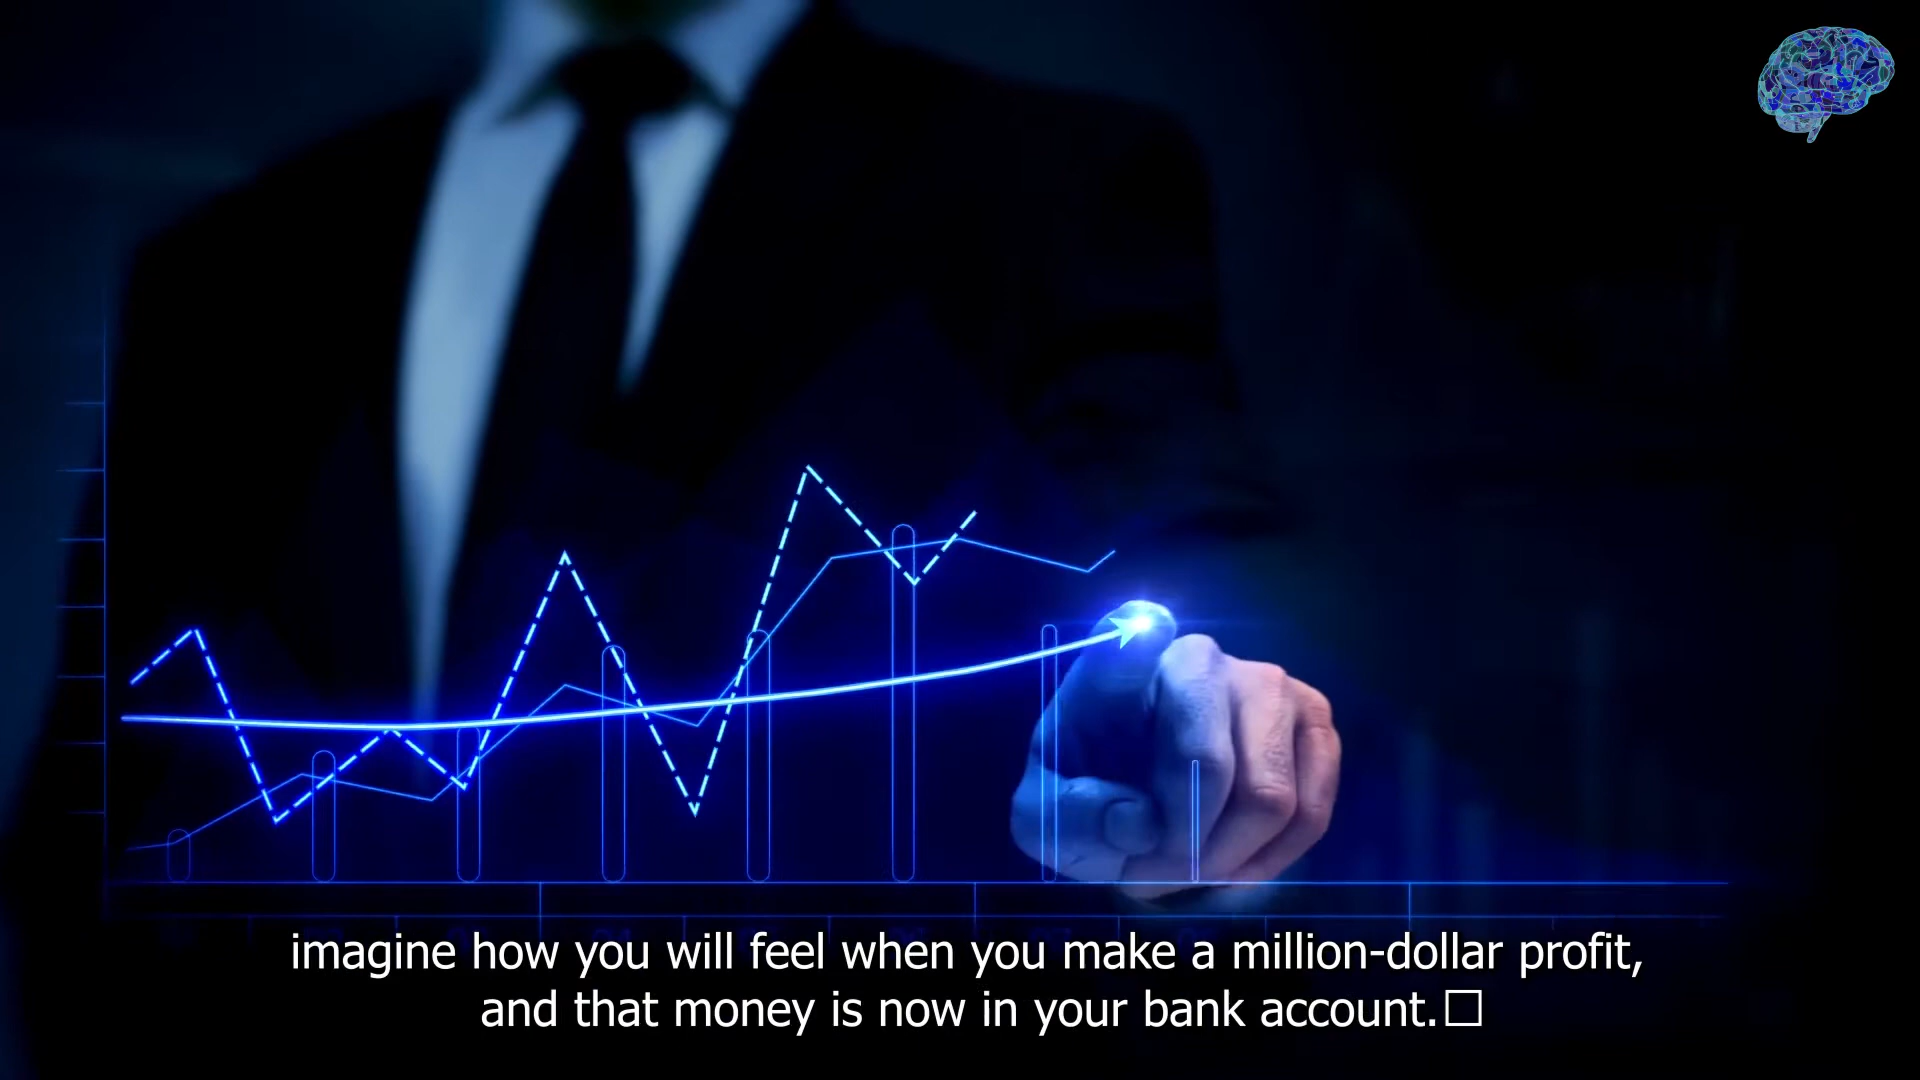 imagine how you will feel when you make a million-dollar profit,
and that money is now in your bank account.□